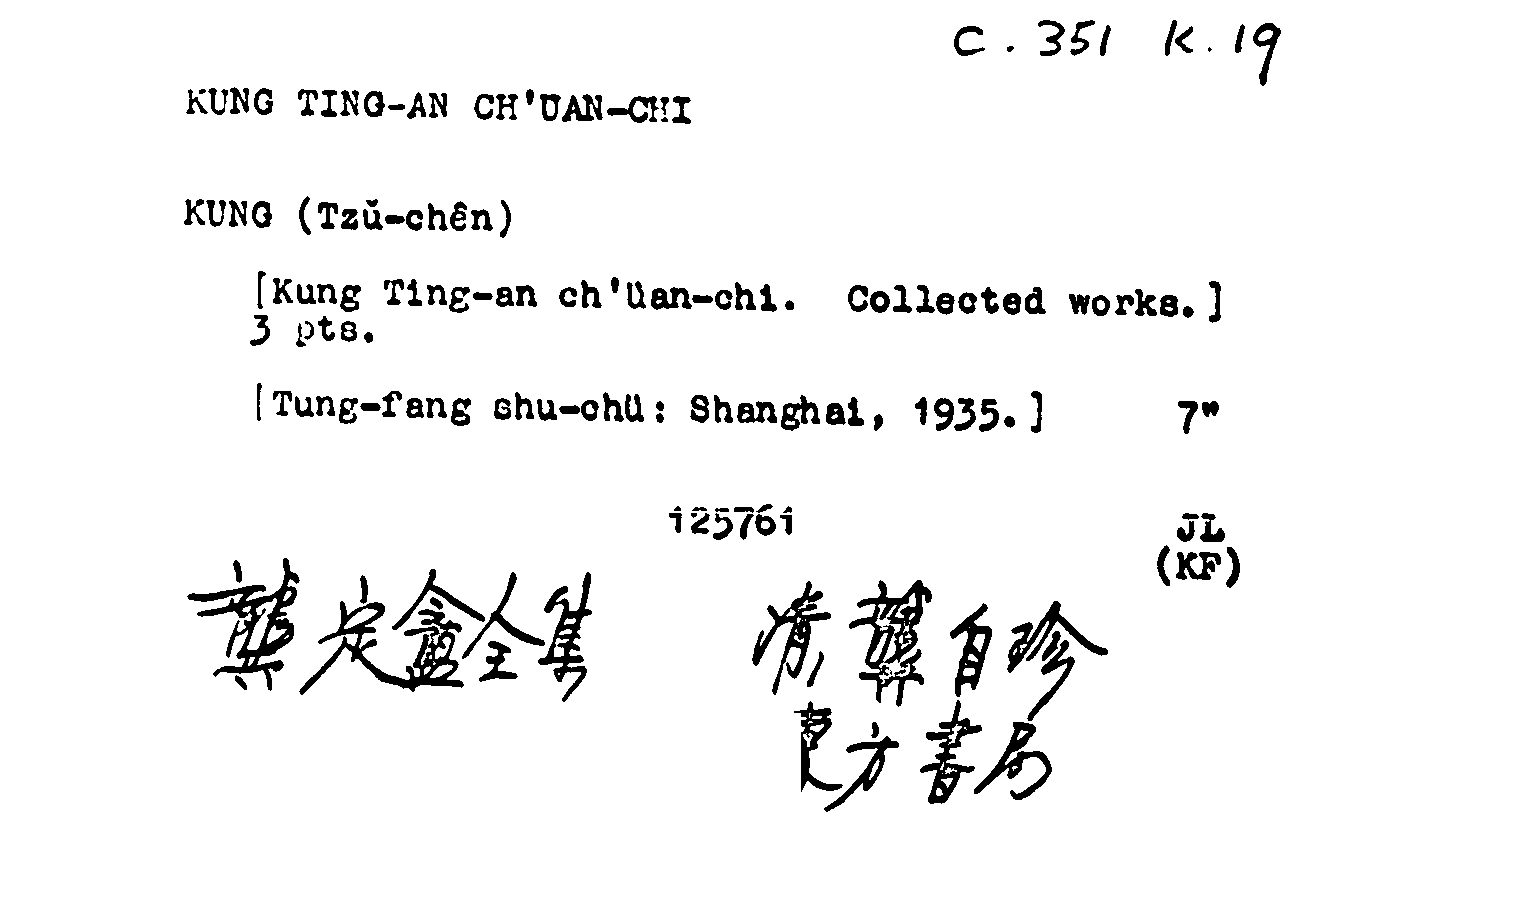 C. 351 K. 19
KUNG TING-AN CH'ÜAN-CHI
KUNG (Tzŭ-chên)
[Kung Ting-an ch'üan-chi. Collected works.]
3 pts.
[Tung-fang shu-chü: Shanghai, 1935.] 7"
125761 JL
(KF)
龔定盦全集 清龔自珍
東方書局